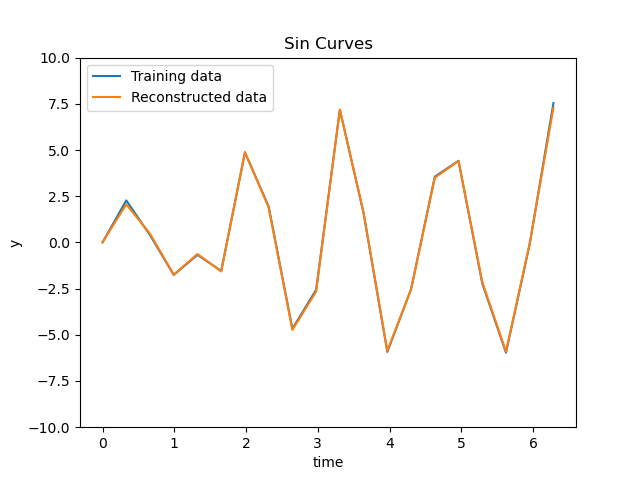 Sin Curves
Training data
Reconstructed data
10.0
7.5
5.0
2.5
0.0
−2.5
−5.0
−7.5
−10.0
y
0 1 2 3 4 5 6
time